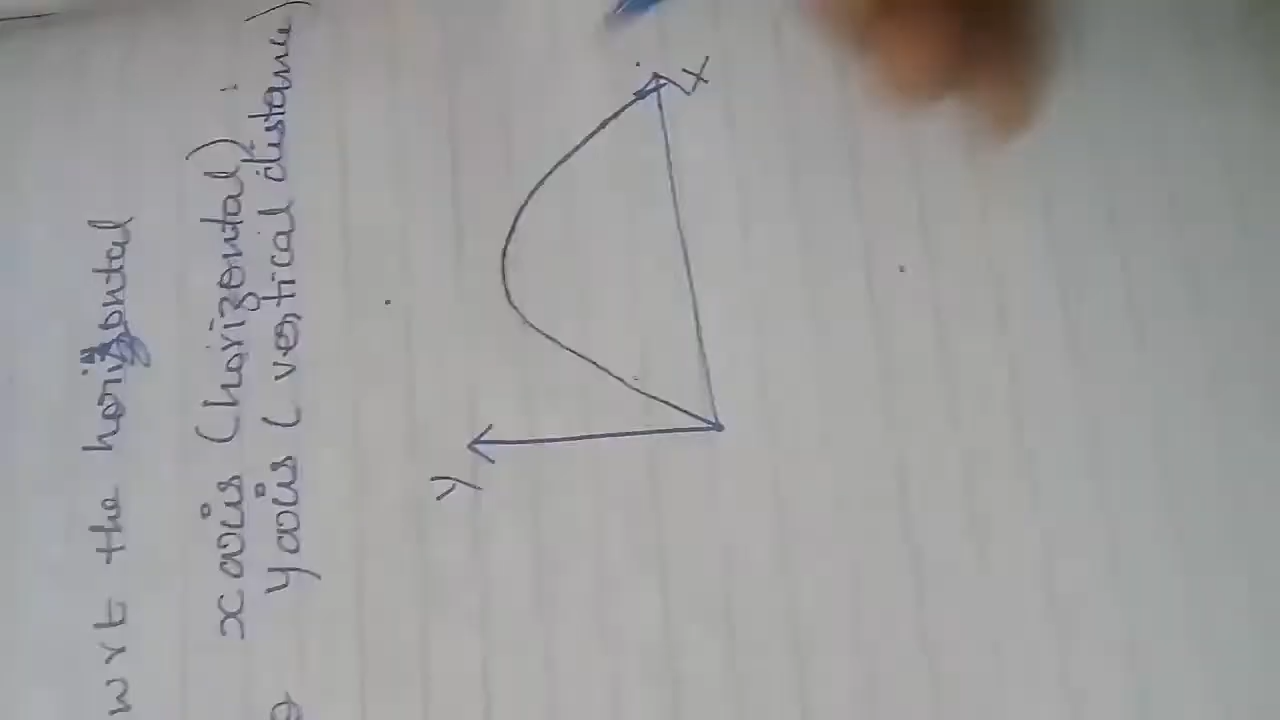 wrt the horizontal
x axis (horizontal)
y axis (vertical distance)
y
x